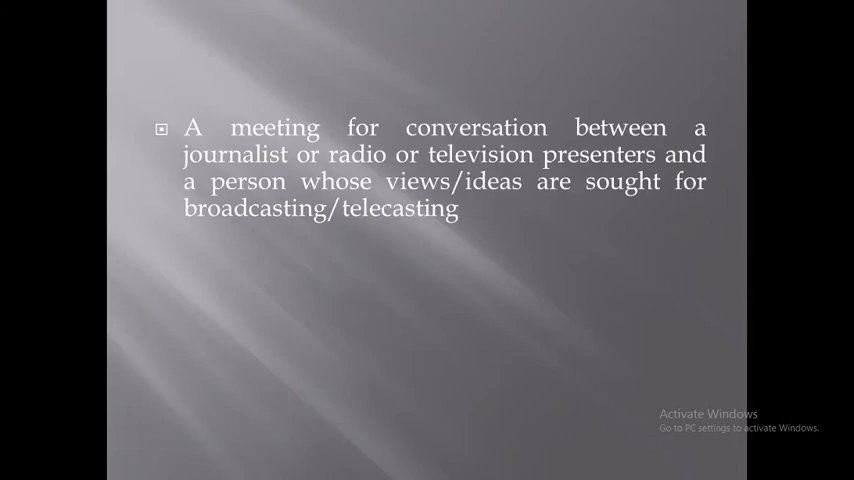 A meeting for conversation between a
journalist or radio or television presenters and
a person whose views/ideas are sought for
broadcasting/telecasting
Activate Windows
Go to PC settings to activate Windows.